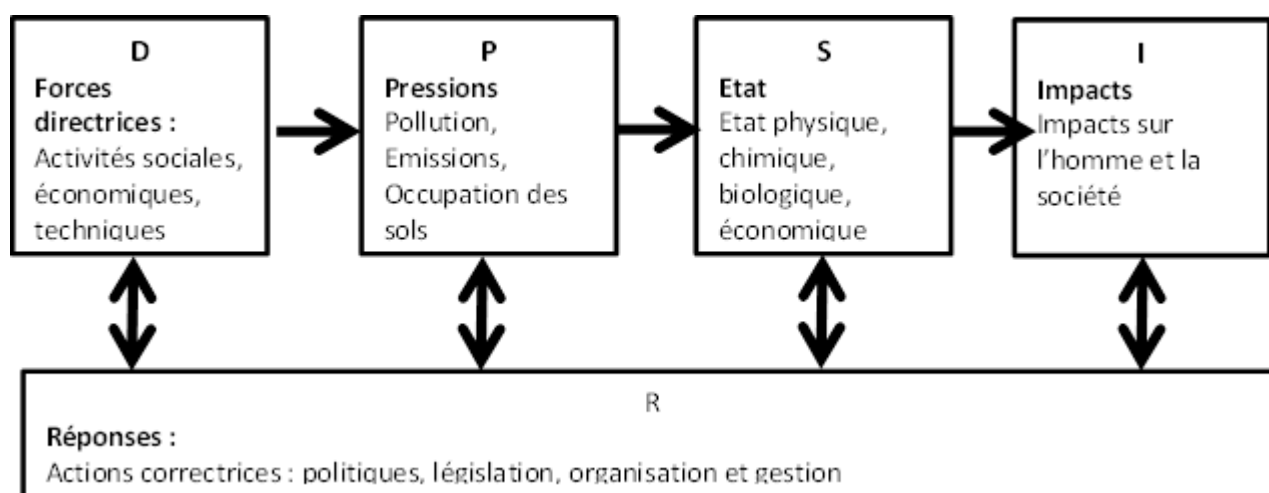 D
Forces
directrices :
Activités sociales,
économiques,
techniques
P
Pressions
Pollution,
Emissions,
Occupation des
sols
S
Etat
Etat physique,
chimique,
biologique,
économique
I
Impacts
Impacts sur
l'homme et la
société
R
Réponses :
Actions correctrices : politiques, législation, organisation et gestion